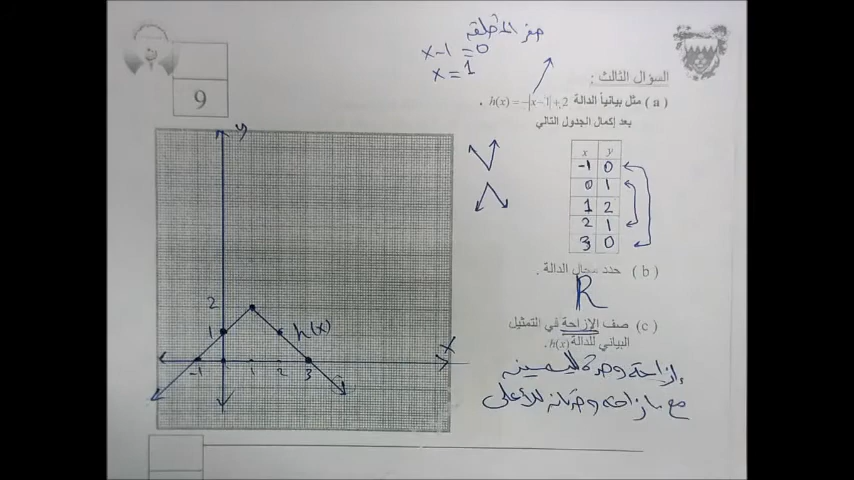 صفر المطلقه
x-1=0
x=1
9
السؤال الثالث :
( a ) مثل بيانياً الدالة h(x)=-|x-1|+2 .
بعد إكمال الجدول التالي
x y
-1 0
0 1
1 2
2 1
3 0
( b ) حدد مجال الدالة .
R
( c ) صف الإزاحة في التمثيل
البياني للدالة h(x).
إزاحة وحدة لليمين
مع إزاحة وحدتان للأعلى
y
2
1
h(x)
x
-1 1 2 3